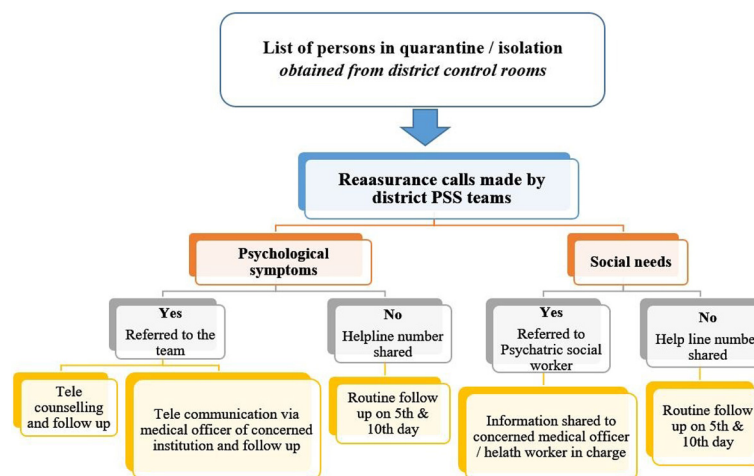 List of persons in quarantine / isolation
obtained from district control rooms
Reaasurance calls made by
district PSS teams
Psychological
symptoms
Social needs
Yes
Referred to the
team
No
Helpline number
shared
Yes
Referred to
Psychatric social
worker
No
Help line number
shared
Tele
counselling
and follow up
Tele communication via
medical officer of concerned
institution and follow up
Routine follow
up on 5th &
10th day
Information shared to
concerned medical officer
/ helath worker in charge
Routine follow
up on 5th &
10th day